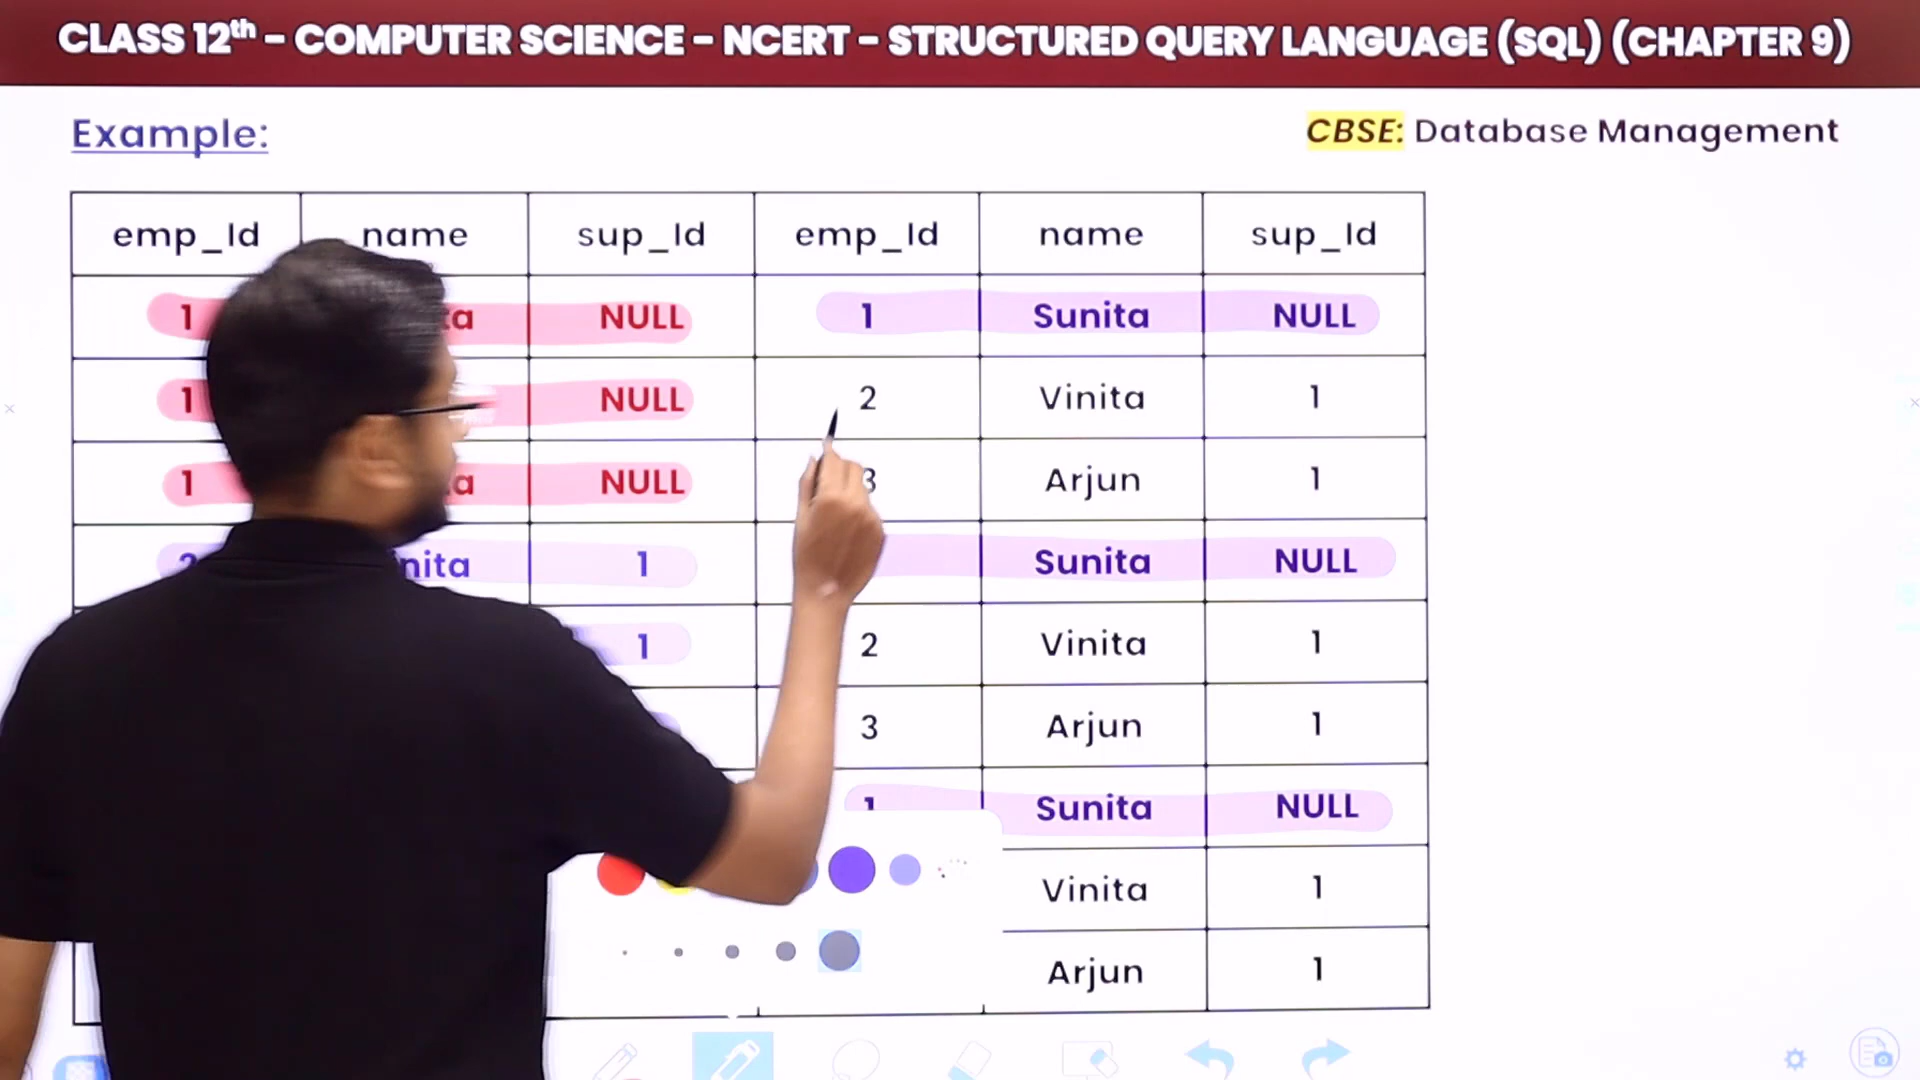 CLASS 12th - COMPUTER SCIENCE - NCERT - STRUCTURED QUERY LANGUAGE (SQL) (CHAPTER 9)
Example:
CBSE: Database Management
emp_Id name sup_Id emp_Id name sup_Id
1 NULL 1 Sunita NULL
1 NULL 2 Vinita 1
1 NULL 3 Arjun 1
1 Sunita NULL
1 2 Vinita 1
3 Arjun 1
1 Sunita NULL
Vinita 1
Arjun 1